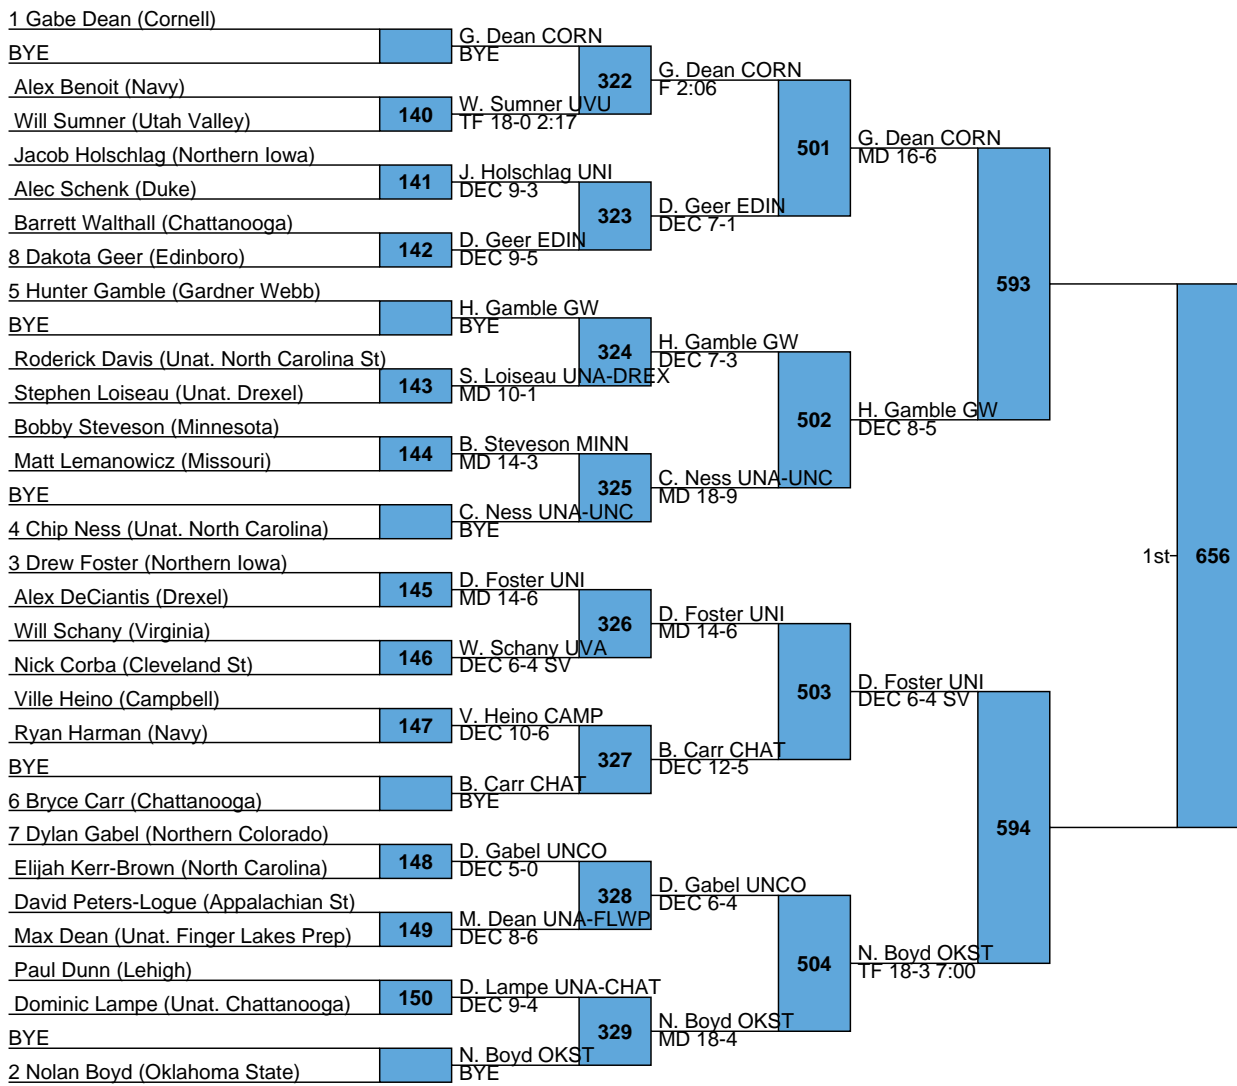 1 Gabe Dean (Cornell)
BYE
Alex Benoit (Navy)
Will Sumner (Utah Valley)
Jacob Holschlag (Northern Iowa)
Alec Schenk (Duke)
Barrett Walthall (Chattanooga)
8 Dakota Geer (Edinboro)
5 Hunter Gamble (Gardner Webb)
BYE
Roderick Davis (Unat. North Carolina St)
Stephen Loiseau (Unat. Drexel)
Bobby Steveson (Minnesota)
Matt Lemanowicz (Missouri)
BYE
4 Chip Ness (Unat. North Carolina)
3 Drew Foster (Northern Iowa)
Alex DeCiantis (Drexel)
Will Schany (Virginia)
Nick Corba (Cleveland St)
Ville Heino (Campbell)
Ryan Harman (Navy)
BYE
6 Bryce Carr (Chattanooga)
7 Dylan Gabel (Northern Colorado)
Elijah Kerr-Brown (North Carolina)
David Peters-Logue (Appalachian St)
Max Dean (Unat. Finger Lakes Prep)
Paul Dunn (Lehigh)
Dominic Lampe (Unat. Chattanooga)
BYE
2 Nolan Boyd (Oklahoma State)
140
141
142
143
144
145
146
147
148
149
150
G. Dean CORN
BYE
W. Sumner UVU
TF 18-0 2:17
J. Holschlag UNI
DEC 9-3
D. Geer EDIN
DEC 9-5
H. Gamble GW
BYE
S. Loiseau UNA-DREX
MD 10-1
B. Steveson MINN
MD 14-3
C. Ness UNA-UNC
BYE
D. Foster UNI
MD 14-6
W. Schany UVA
DEC 6-4 SV
V. Heino CAMP
DEC 10-6
B. Carr CHAT
BYE
D. Gabel UNCO
DEC 5-0
M. Dean UNA-FLWP
DEC 8-6
D. Lampe UNA-CHAT
DEC 9-4
N. Boyd OKST
BYE
322
323
324
325
326
327
328
329
G. Dean CORN
F 2:06
D. Geer EDIN
DEC 7-1
H. Gamble GW
DEC 7-3
C. Ness UNA-UNC
MD 18-9
D. Foster UNI
MD 14-6
B. Carr CHAT
DEC 12-5
D. Gabel UNCO
DEC 6-4
N. Boyd OKST
MD 18-4
501
502
503
504
G. Dean CORN
MD 16-6
H. Gamble GW
DEC 8-5
D. Foster UNI
DEC 6-4 SV
N. Boyd OKST
TF 18-3 7:00
593
594
1st
656